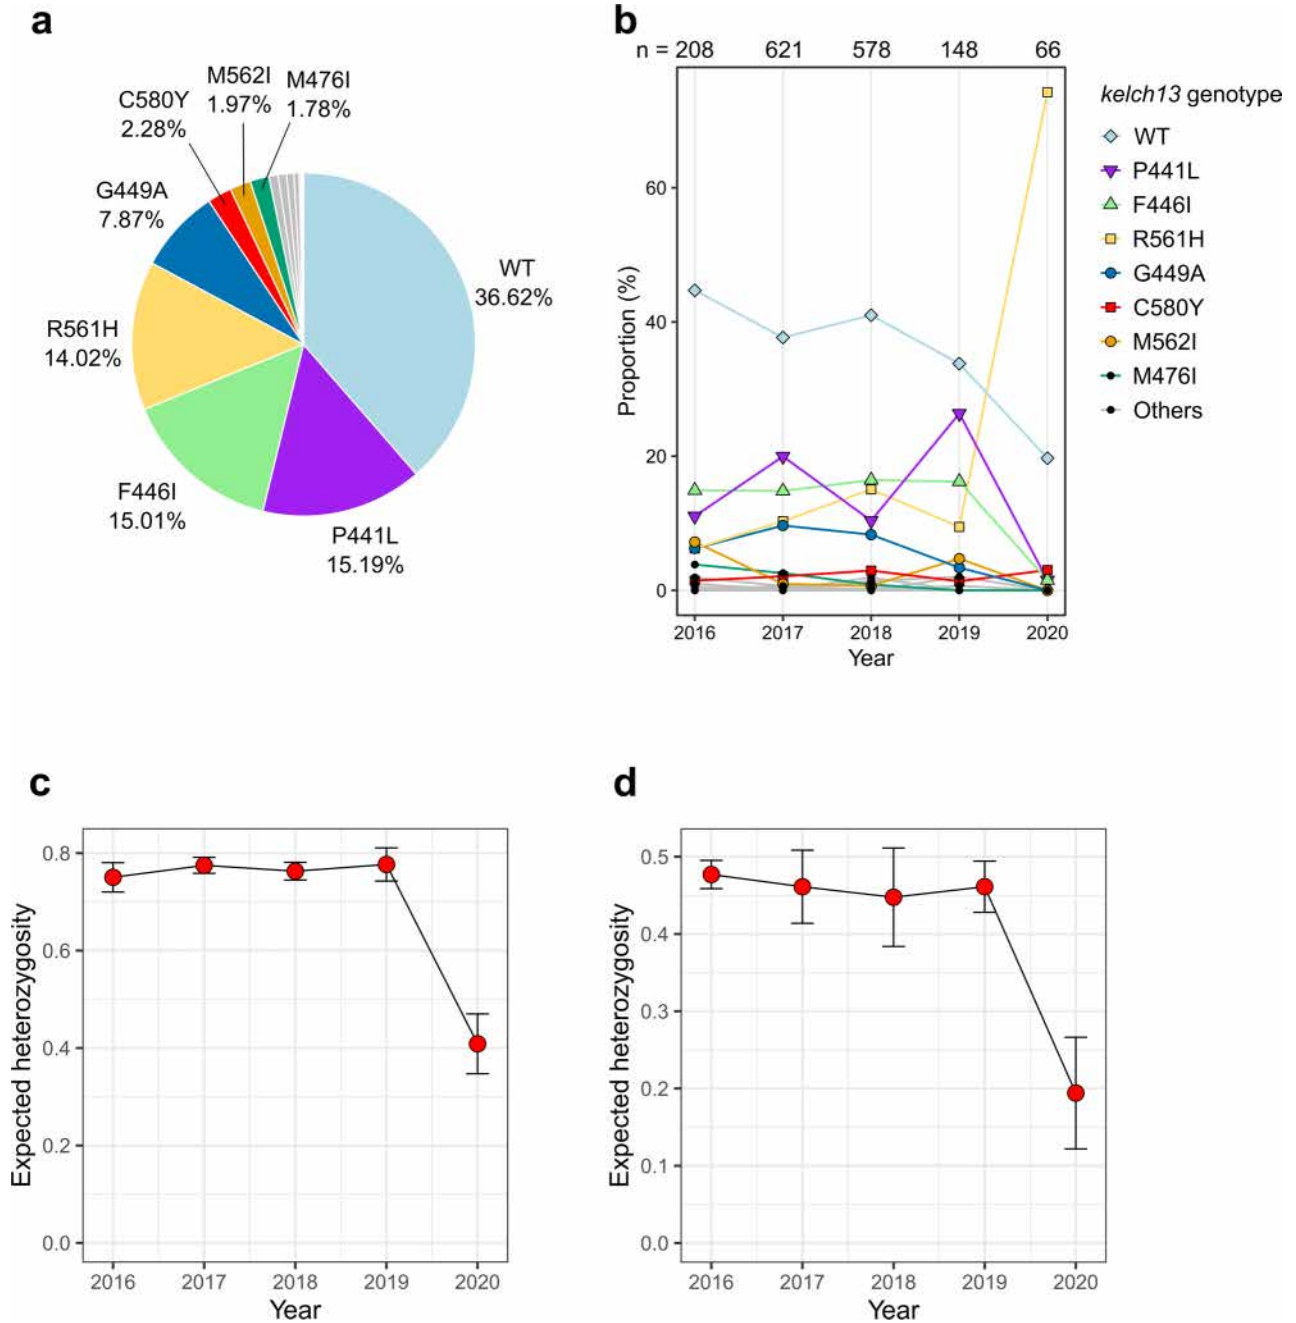 a
M562I
1.97%
M476I
1.78%
C580Y
2.28%
G449A
7.87%
WT
36.62%
R561H
14.02%
F446I
15.01%
P441L
15.19%
b
n = 208 621 578 148 66
Proportion (%)
60
40
20
0
2016 2017 2018 2019 2020
Year
kelch13 genotype
WT
P441L
F446I
R561H
G449A
C580Y
M562I
M476I
Others
c
Expected heterozygosity
0.8
0.6
0.4
0.2
0.0
2016 2017 2018 2019 2020
Year
d
Expected heterozygosity
0.5
0.4
0.3
0.2
0.1
0.0
2016 2017 2018 2019 2020
Year